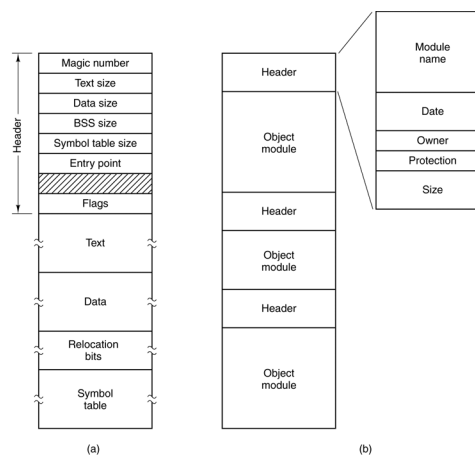 Header
Magic number
Text size
Data size
BSS size
Symbol table size
Entry point
Flags
Text
Data
Relocation
bits
Symbol
table
(a)
Header
Object
module
Header
Object
module
Header
Object
module
Module
name
Date
Owner
Protection
Size
(b)